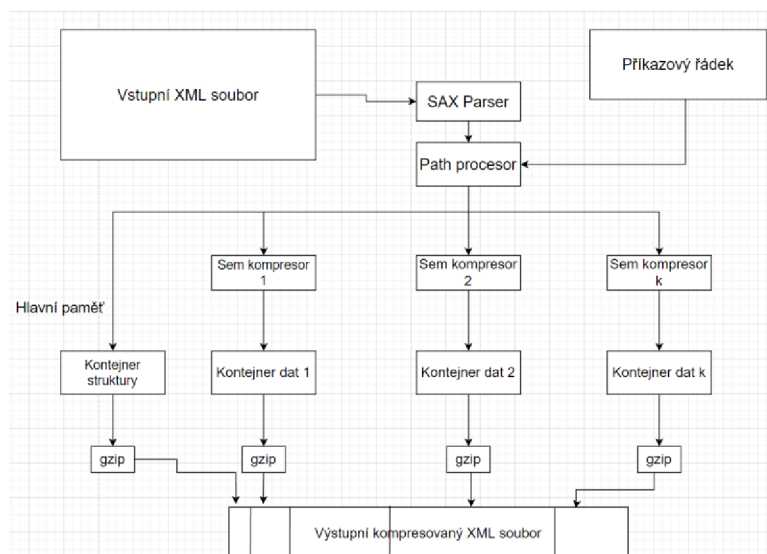 Vstupní XML soubor
Příkazový řádek
SAX Parser
Path procesor
Sem kompresor
1
Sem kompresor
2
Sem kompresor
k
Hlavní paměť
Kontejner
struktury
Kontejner dat 1
Kontejner dat 2
Kontejner dat k
gzip
gzip
gzip
gzip
Výstupní kompresovaný XML soubor